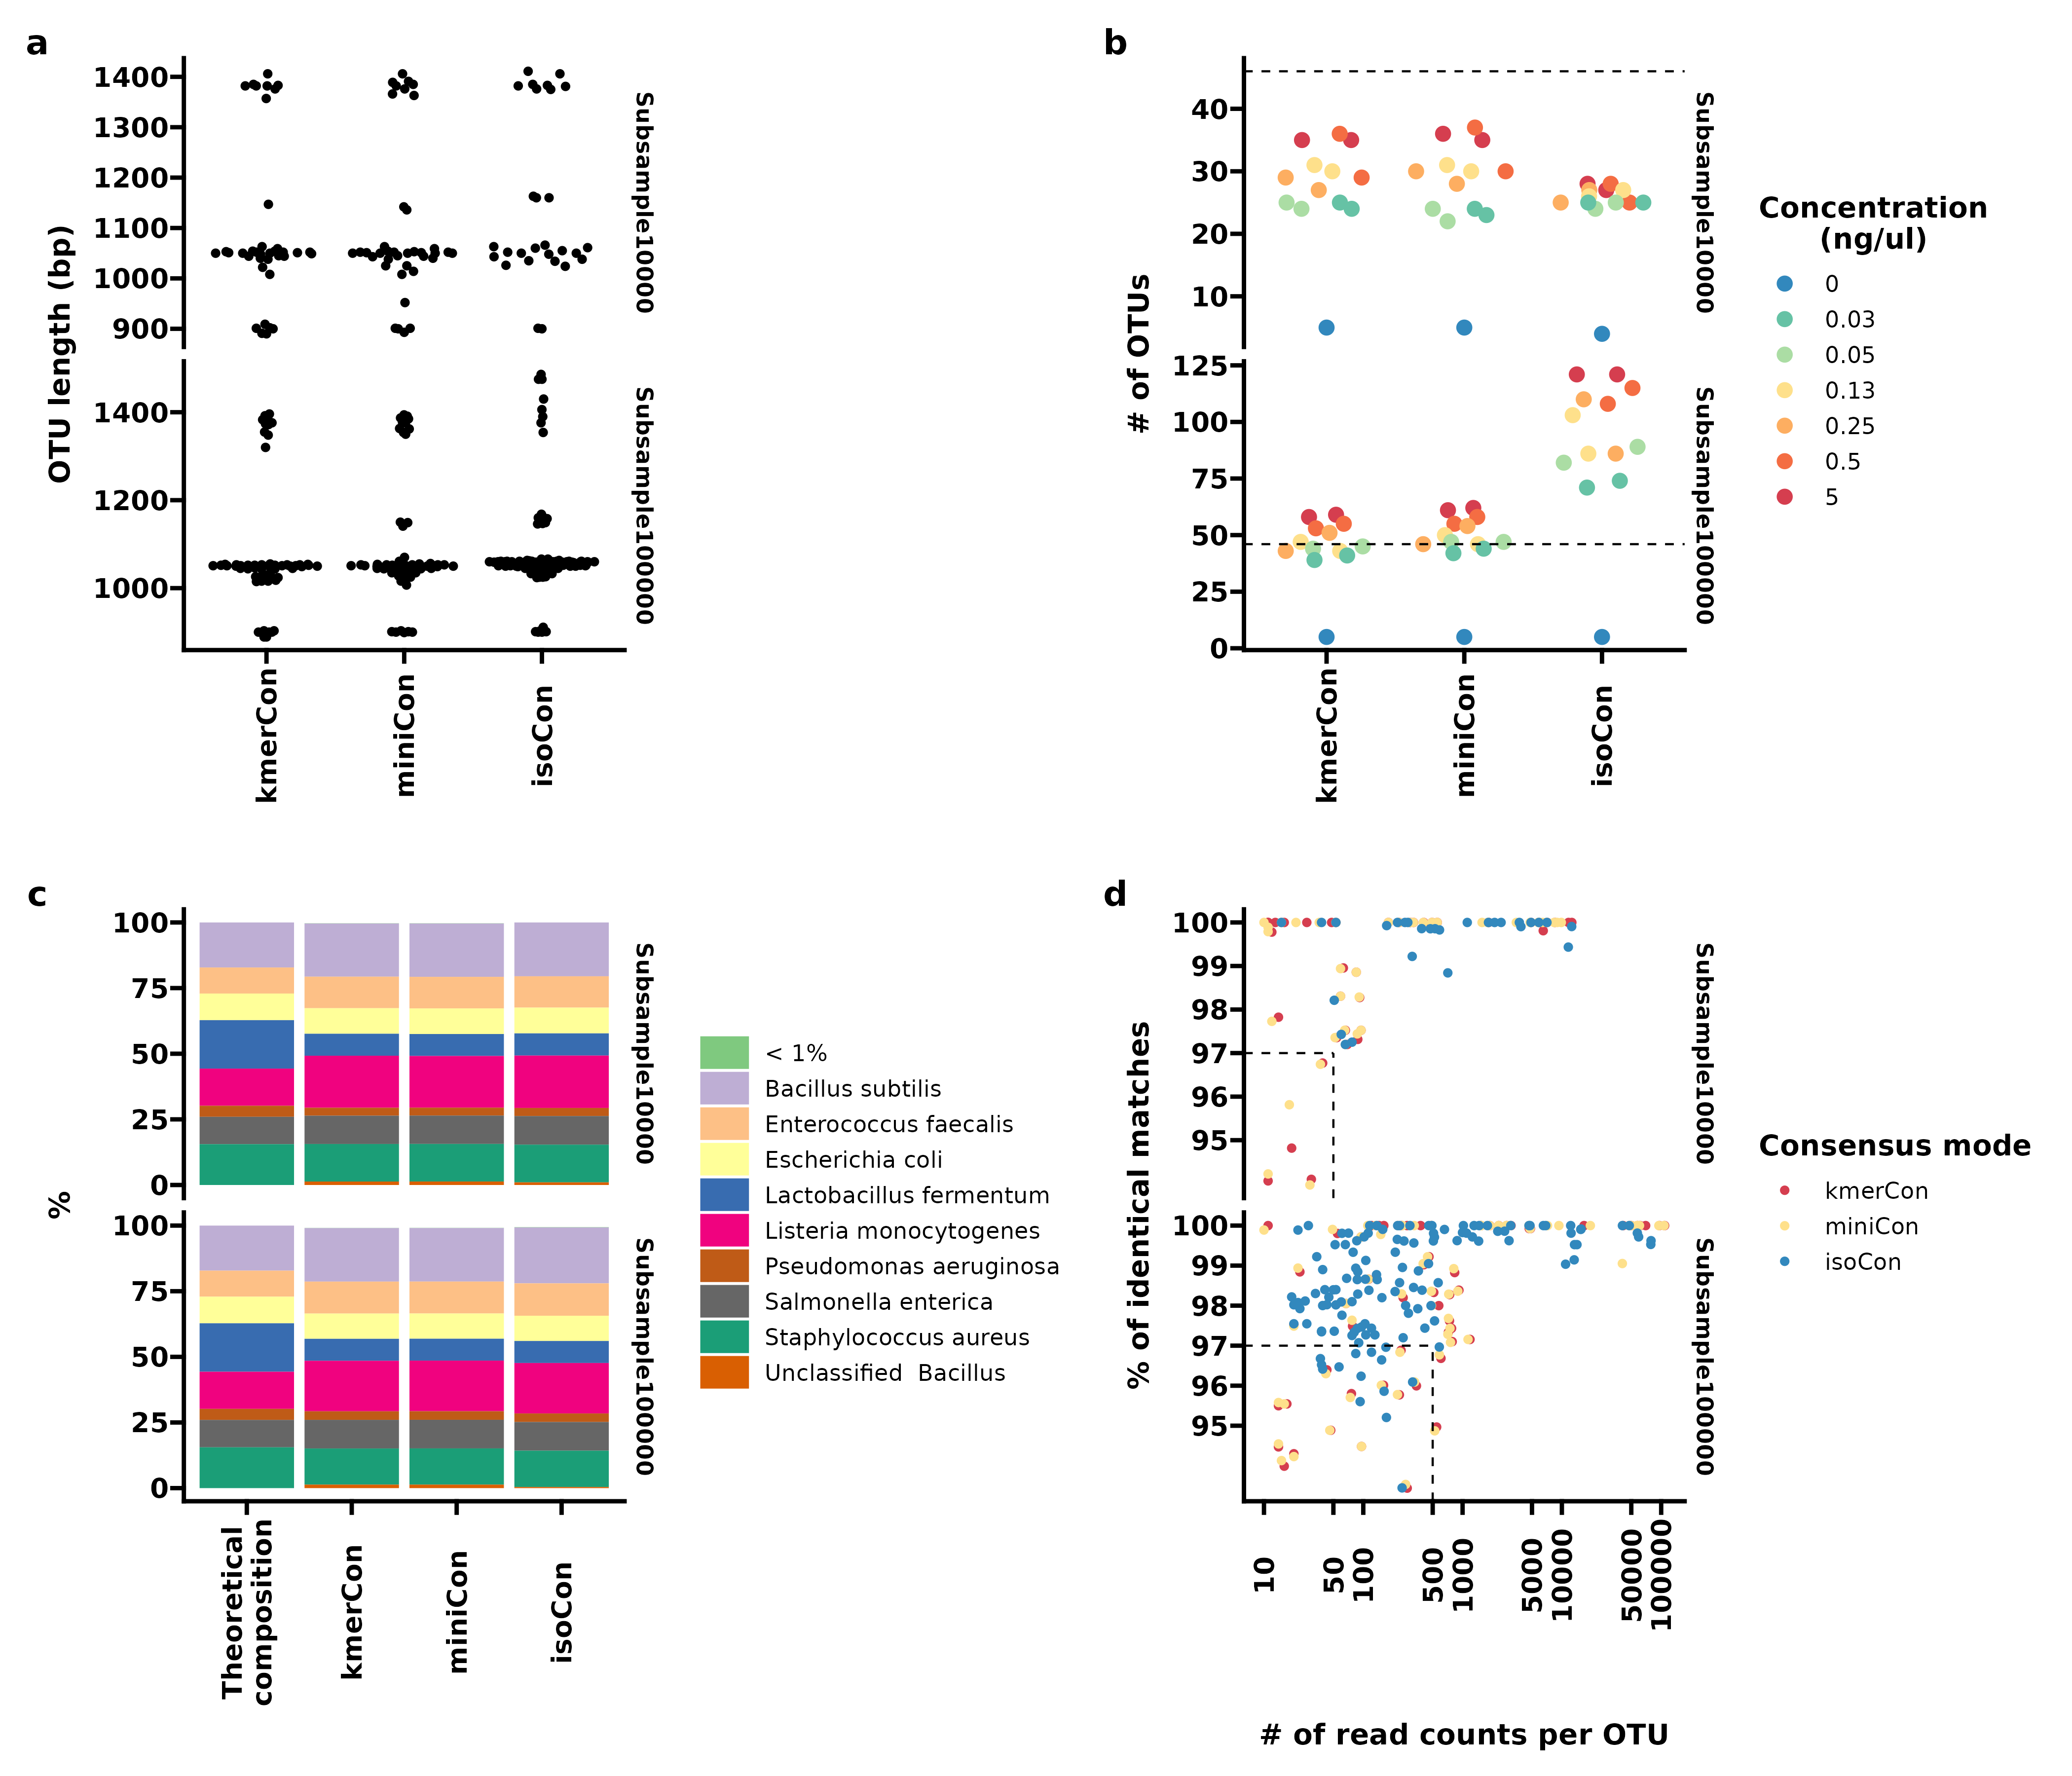 a
OTU length (bp)
1400
1300
1200
1100
1000
900
Subsample10000
1400
1200
1000
Subsample100000
kmerCon
miniCon
isoCon
b
# of OTUs
40
30
20
10
Subsample10000
125
100
75
50
25
0
Subsample100000
kmerCon
miniCon
isoCon
Concentration
(ng/ul)
0
0.03
0.05
0.13
0.25
0.5
5
c
%
100
75
50
25
0
Subsample10000
100
75
50
25
0
Subsample100000
Theoretical
composition
kmerCon
miniCon
isoCon
< 1%
Bacillus subtilis
Enterococcus faecalis
Escherichia coli
Lactobacillus fermentum
Listeria monocytogenes
Pseudomonas aeruginosa
Salmonella enterica
Staphylococcus aureus
Unclassified  Bacillus
d
% of identical matches
100
99
98
97
96
95
Subsample10000
100
99
98
97
96
95
Subsample100000
10
50
100
500
1000
5000
10000
50000
100000
# of read counts per OTU
Consensus mode
kmerCon
miniCon
isoCon